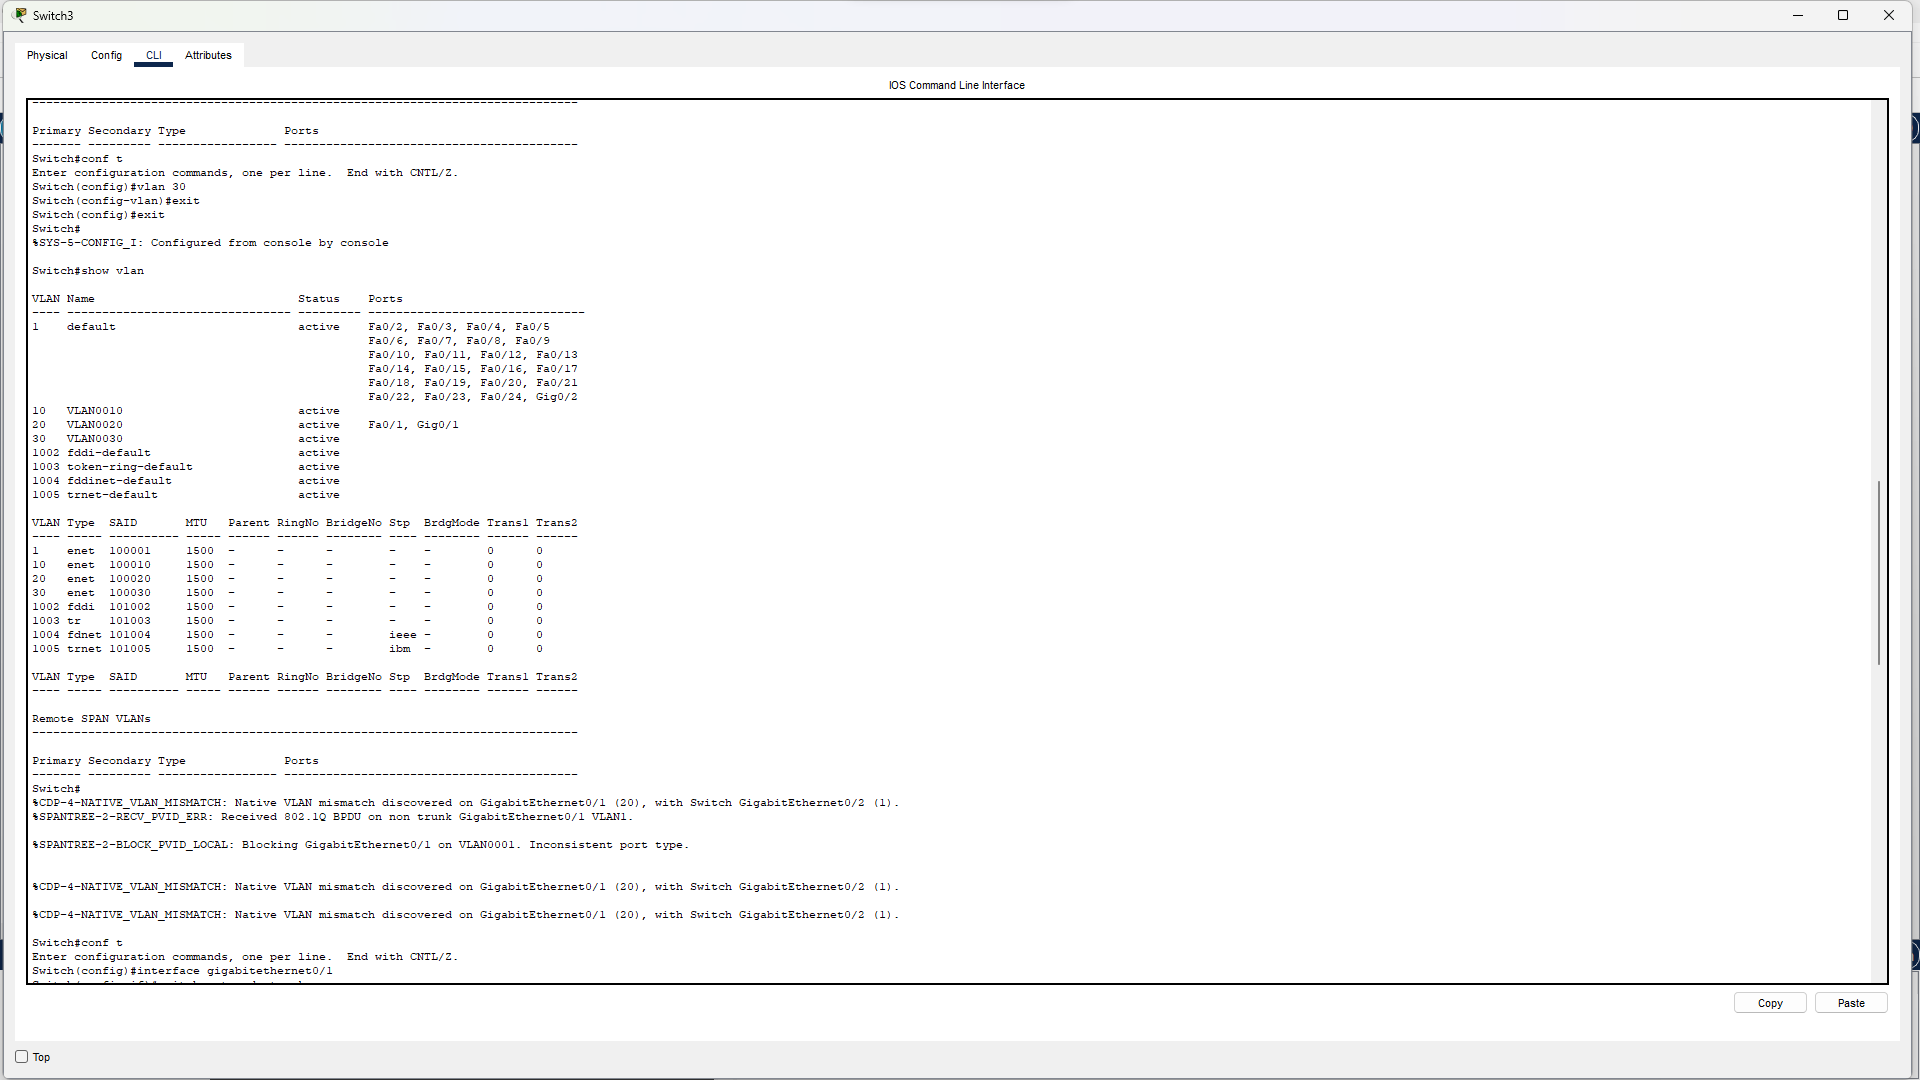 Switch3
Physical Config CLI Attributes
IOS Command Line Interface
--------------------------------------------------------------------------------
Primary Secondary Type              Ports
------- --------- ----------------- ------------------------------------------
Switch#conf t
Enter configuration commands, one per line.  End with CNTL/Z.
Switch(config)#vlan 30
Switch(config-vlan)#exit
Switch(config)#exit
Switch#
%SYS-5-CONFIG_I: Configured from console by console
Switch#show vlan
VLAN Name                             Status    Ports
---- -------------------------------- --------- -------------------------------
1    default                          active    Fa0/2, Fa0/3, Fa0/4, Fa0/5
                                                Fa0/6, Fa0/7, Fa0/8, Fa0/9
                                                Fa0/10, Fa0/11, Fa0/12, Fa0/13
                                                Fa0/14, Fa0/15, Fa0/16, Fa0/17
                                                Fa0/18, Fa0/19, Fa0/20, Fa0/21
                                                Fa0/22, Fa0/23, Fa0/24, Gig0/2
10   VLAN0010                         active
20   VLAN0020                         active    Fa0/1, Gig0/1
30   VLAN0030                         active
1002 fddi-default                     active
1003 token-ring-default               active
1004 fddinet-default                  active
1005 trnet-default                    active
VLAN Type  SAID       MTU   Parent RingNo BridgeNo Stp  BrdgMode Trans1 Trans2
---- ----- ---------- ----- ------ ------ -------- ---- -------- ------ ------
1    enet  100001     1500  -      -      -        -    -        0      0
10   enet  100010     1500  -      -      -        -    -        0      0
20   enet  100020     1500  -      -      -        -    -        0      0
30   enet  100030     1500  -      -      -        -    -        0      0
1002 fddi  101002     1500  -      -      -        -    -        0      0
1003 tr    101003     1500  -      -      -        -    -        0      0
1004 fdnet 101004     1500  -      -      -        ieee -        0      0
1005 trnet 101005     1500  -      -      -        ibm  -        0      0
VLAN Type  SAID       MTU   Parent RingNo BridgeNo Stp  BrdgMode Trans1 Trans2
---- ----- ---------- ----- ------ ------ -------- ---- -------- ------ ------
Remote SPAN VLANs
------------------------------------------------------------------------------
Primary Secondary Type              Ports
------- --------- ----------------- ------------------------------------------
Switch#
%CDP-4-NATIVE_VLAN_MISMATCH: Native VLAN mismatch discovered on GigabitEthernet0/1 (20), with Switch GigabitEthernet0/2 (1).
%SPANTREE-2-RECV_PVID_ERR: Received 802.1Q BPDU on non trunk GigabitEthernet0/1 VLAN1.
%SPANTREE-2-BLOCK_PVID_LOCAL: Blocking GigabitEthernet0/1 on VLAN0001. Inconsistent port type.
%CDP-4-NATIVE_VLAN_MISMATCH: Native VLAN mismatch discovered on GigabitEthernet0/1 (20), with Switch GigabitEthernet0/2 (1).
%CDP-4-NATIVE_VLAN_MISMATCH: Native VLAN mismatch discovered on GigabitEthernet0/1 (20), with Switch GigabitEthernet0/2 (1).
Switch#conf t
Enter configuration commands, one per line.  End with CNTL/Z.
Switch(config)#interface gigabitethernet0/1
Copy Paste
Top